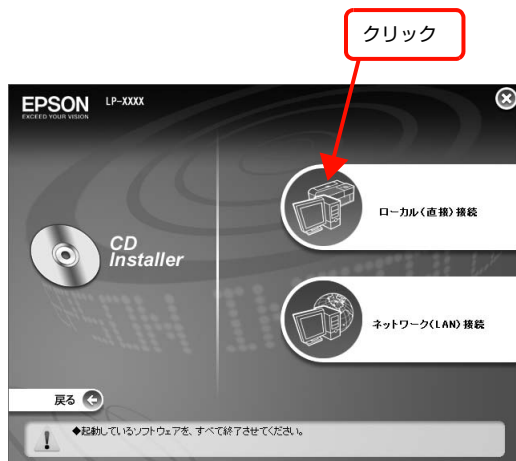 クリック
EPSON LP-XXXX
EXCEED YOUR VISION
ローカル(直接)接続
CD
Installer
ネットワーク(LAN)接続
戻る
◆起動しているソフトウェアを、すべて終了させてください。